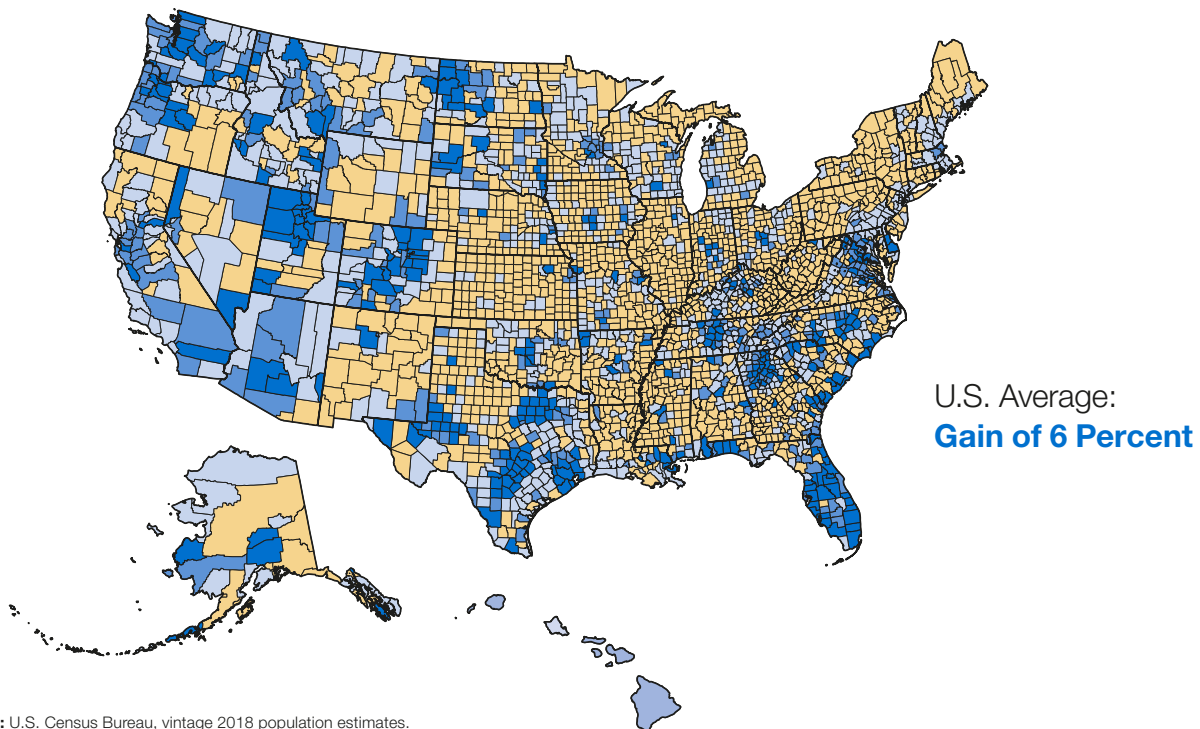 U.S. Average:
Gain of 6 Percent
: U.S. Census Bureau, vintage 2018 population estimates.